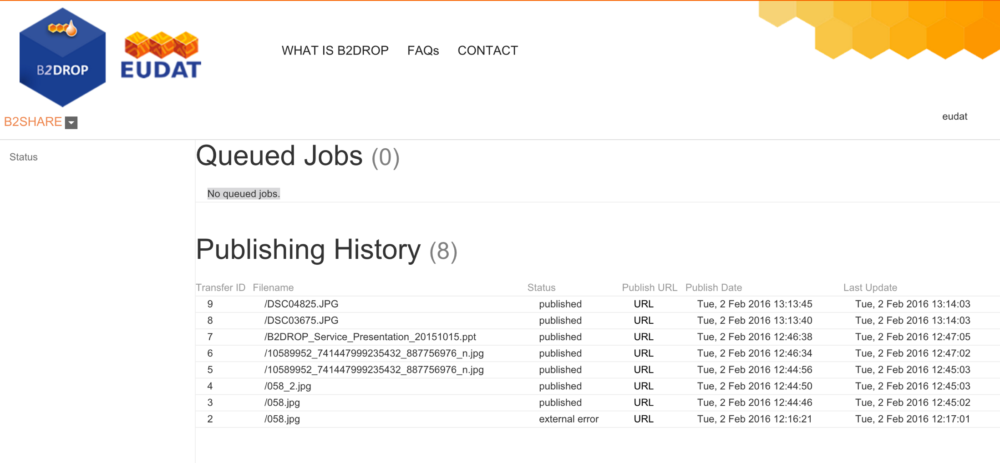 B2DROP
EUDAT
WHAT IS B2DROP FAQs CONTACT
B2SHARE
eudat
Status
Queued Jobs (0)
No queued jobs.
Publishing History (8)
Transfer ID Filename Status Publish URL Publish Date Last Update
9 /DSC04825.JPG published URL Tue, 2 Feb 2016 13:13:45 Tue, 2 Feb 2016 13:14:03
8 /DSC03675.JPG published URL Tue, 2 Feb 2016 13:13:40 Tue, 2 Feb 2016 13:14:03
7 /B2DROP_Service_Presentation_20151015.ppt published URL Tue, 2 Feb 2016 12:46:38 Tue, 2 Feb 2016 12:47:05
6 /10589952_741447999235432_887756976_n.jpg published URL Tue, 2 Feb 2016 12:46:34 Tue, 2 Feb 2016 12:47:02
5 /10589952_741447999235432_887756976_n.jpg published URL Tue, 2 Feb 2016 12:44:56 Tue, 2 Feb 2016 12:45:03
4 /058_2.jpg published URL Tue, 2 Feb 2016 12:44:50 Tue, 2 Feb 2016 12:45:03
3 /058.jpg published URL Tue, 2 Feb 2016 12:44:46 Tue, 2 Feb 2016 12:45:02
2 /058.jpg external error URL Tue, 2 Feb 2016 12:16:21 Tue, 2 Feb 2016 12:17:01